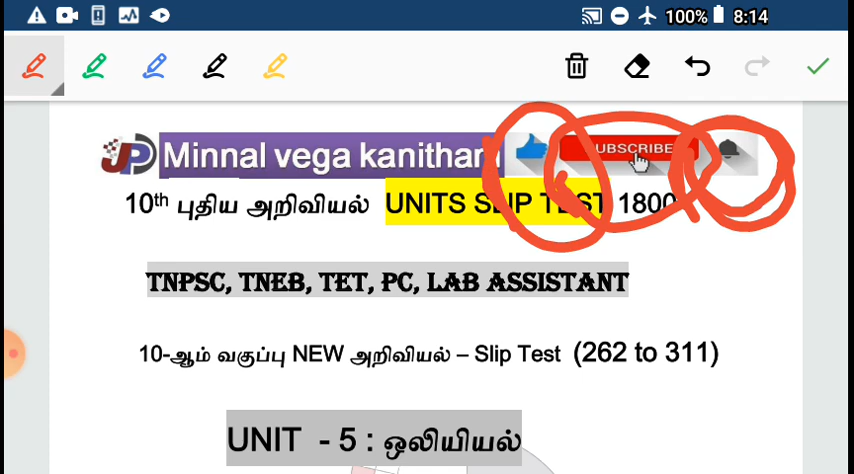 100% 8:14
Minnal vega kanitham SUBSCRIBE
10th புதிய அறிவியல் UNITS SLIP TEST 1800
TNPSC, TNEB, TET, PC, LAB ASSISTANT
10-ஆம் வகுப்பு NEW அறிவியல் – Slip Test (262 to 311)
UNIT - 5 : ஒலியியல்